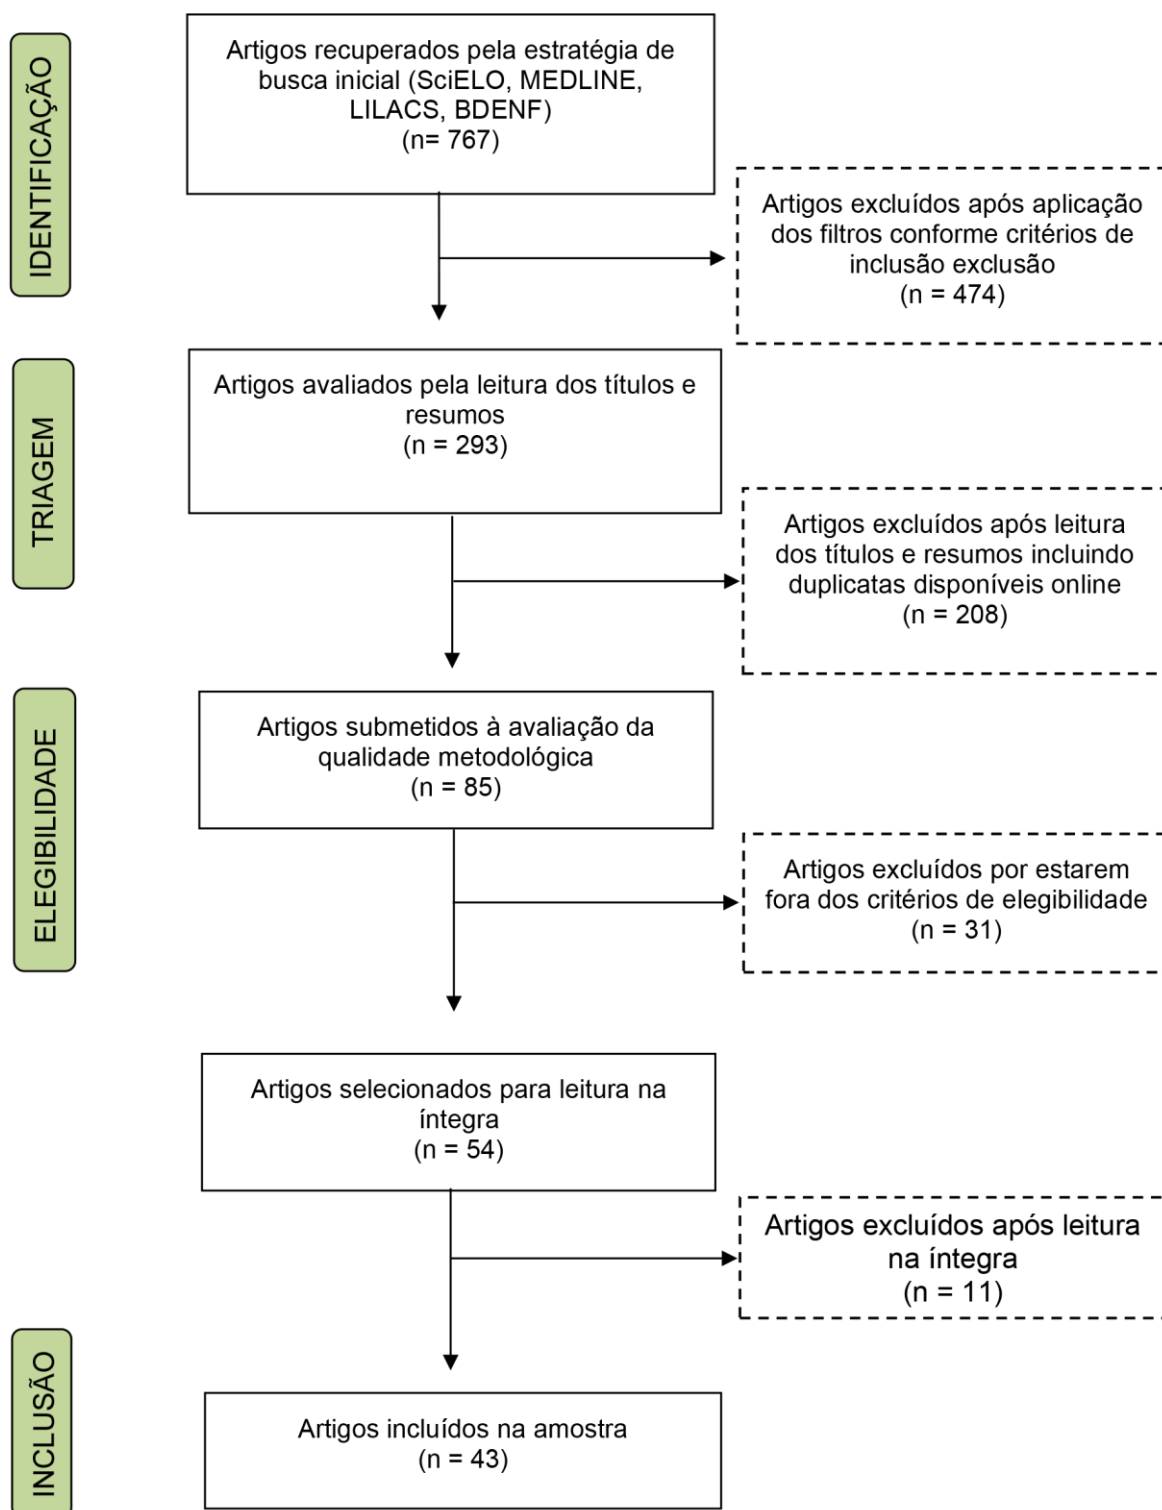 IDENTIFICAÇÃO
Artigos recuperados pela estratégia de
busca inicial (SciELO, MEDLINE,
LILACS, BDENF)
(n= 767)
Artigos excluídos após aplicação
dos filtros conforme critérios de
inclusão exclusão
(n = 474)
TRIAGEM
Artigos avaliados pela leitura dos títulos e
resumos
(n = 293)
Artigos excluídos após leitura
dos títulos e resumos incluindo
duplicatas disponíveis online
(n = 208)
ELEGIBILIDADE
Artigos submetidos à avaliação da
qualidade metodológica
(n = 85)
Artigos excluídos por estarem
fora dos critérios de elegibilidade
(n = 31)
Artigos selecionados para leitura na
íntegra
(n = 54)
Artigos excluídos após leitura
na íntegra
(n = 11)
INCLUSÃO
Artigos incluídos na amostra
(n = 43)